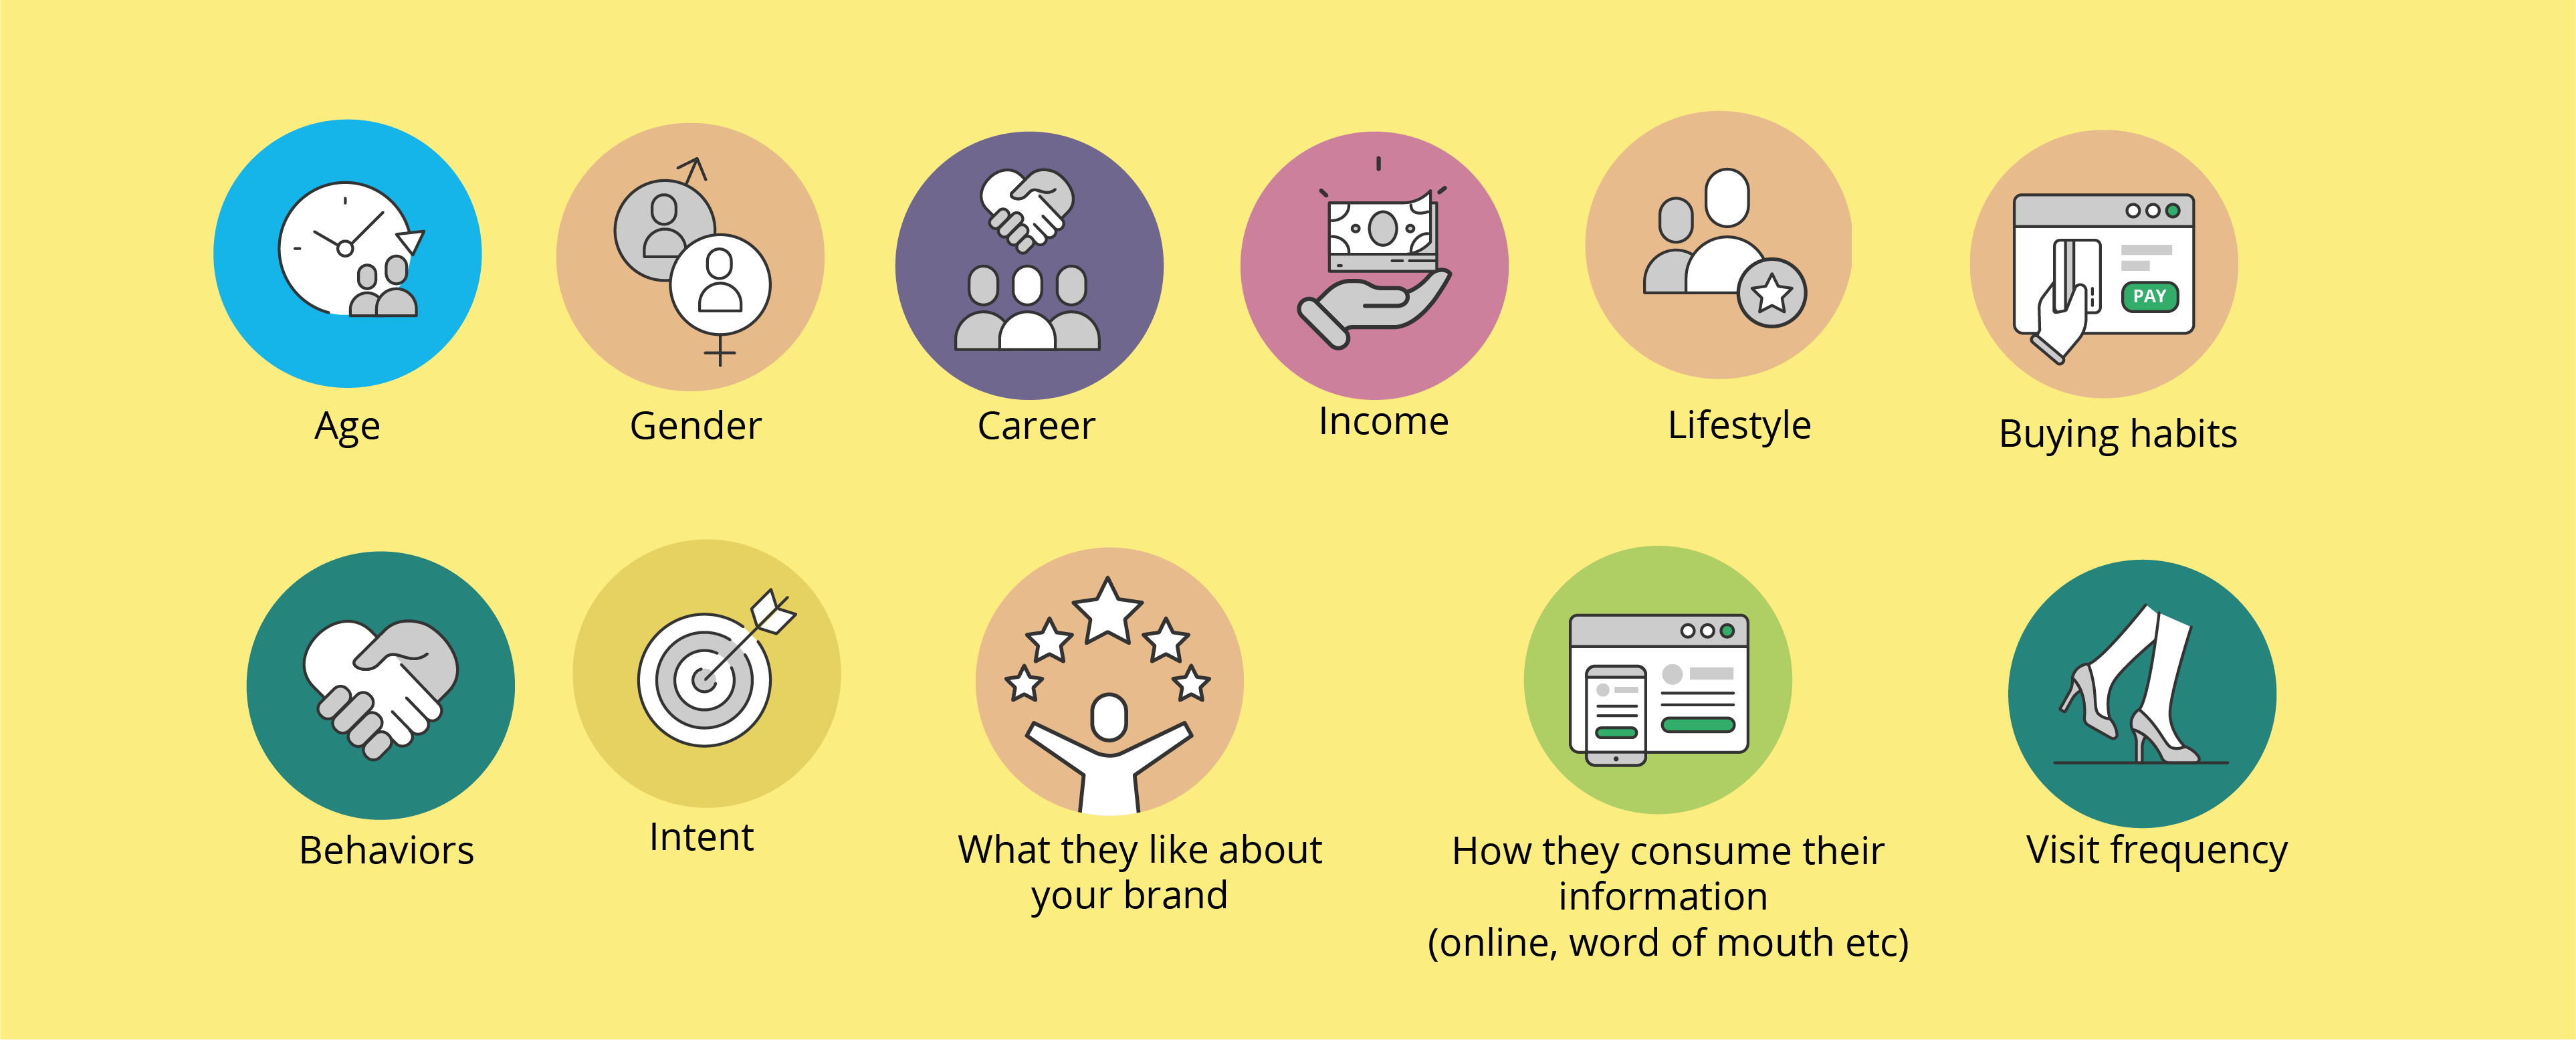 Age
Gender
Career
Income
Lifestyle
PAY
Buying habits
Behaviors
Intent
What they like about
your brand
How they consume their
information
(online, word of mouth etc)
Visit frequency